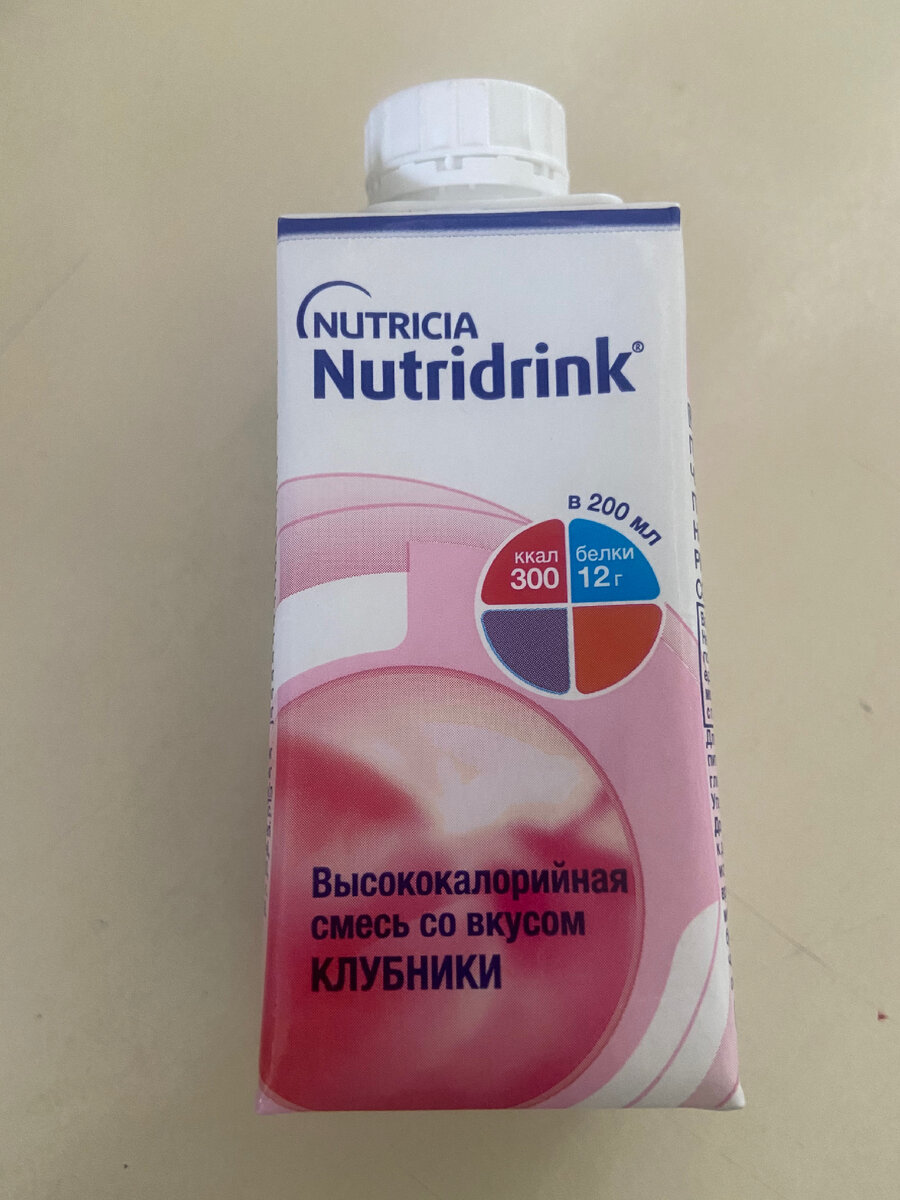 NUTRICIA
Nutridrink®
в 200 мл
ккал
300
белки
12 г
Высококалорийная
смесь со вкусом
КЛУБНИКИ